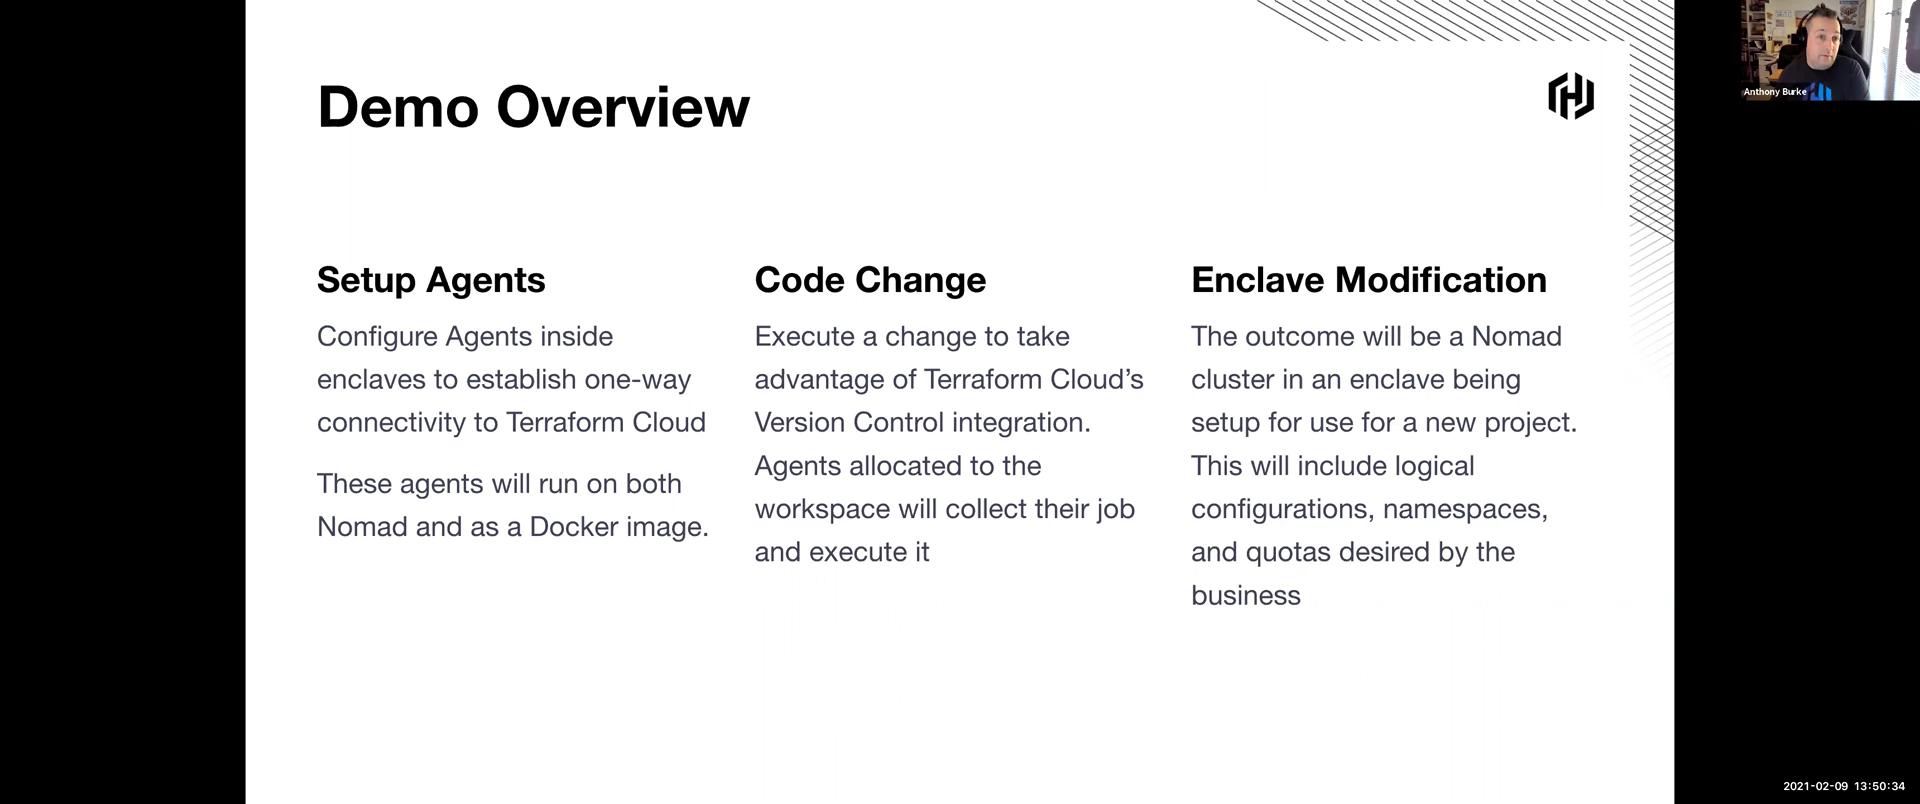 Demo Overview
Setup Agents
Configure Agents inside
enclaves to establish one-way
connectivity to Terraform Cloud
These agents will run on both
Nomad and as a Docker image.
Code Change
Execute a change to take
advantage of Terraform Cloud’s
Version Control integration.
Agents allocated to the
workspace will collect their job
and execute it
Enclave Modification
The outcome will be a Nomad
cluster in an enclave being
setup for use for a new project.
This will include logical
configurations, namespaces,
and quotas desired by the
business
Anthony Burke
2021-02-09 13:50:34